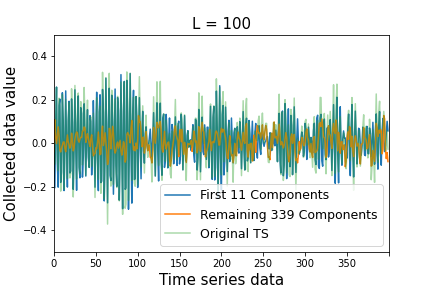 L = 100
Collected data value
0.4
0.2
0.0
−0.2
−0.4
First 11 Components
Remaining 339 Components
Original TS
0 50 100 150 200 250 300 350
Time series data